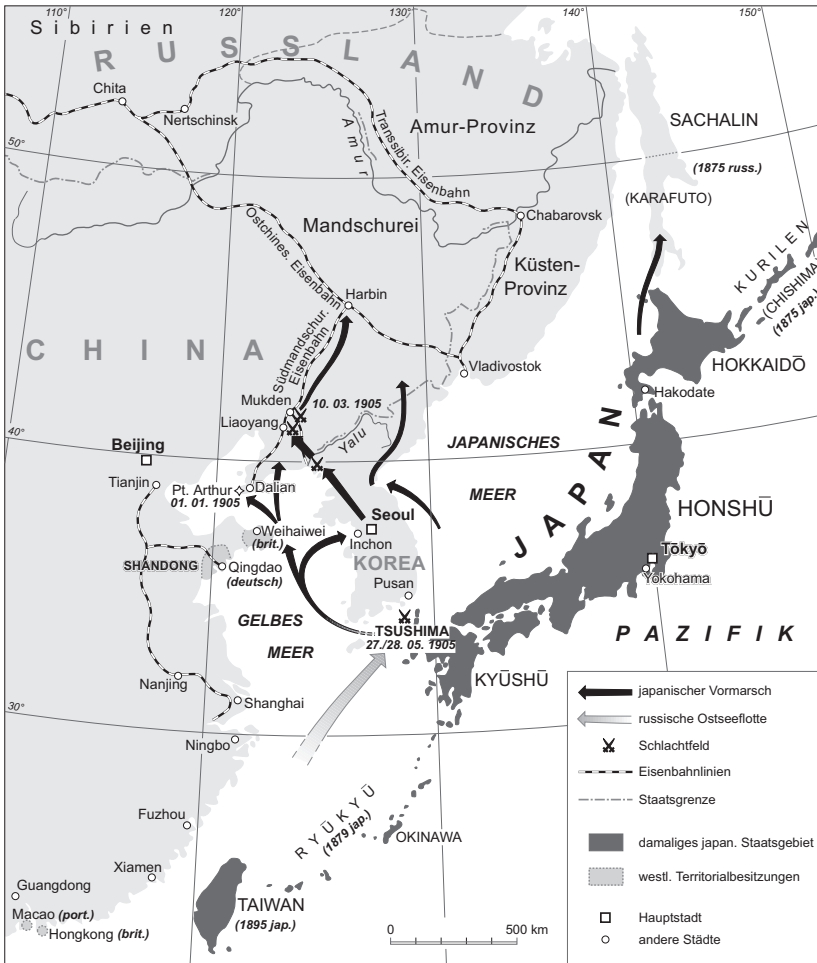 110°
120°
130°
140°
150°
Sibirien
RUSSLAND
Chita
Nertschinsk
Amur-Provinz
SACHALIN
Amur
Transsibir. Eisenbahn
50°
(1875 russ.)
(KARAFUTO)
Mandschurei
Chabarovsk
Ostchines. Eisenbahn
Küsten-
Provinz
KURILEN
(CHISHIMA)
(1875 jap.)
Harbin
CHINA
Südmandschur.
Eisenbahn
Vladivostok
HOKKAIDŌ
Hakodate
Mukden
10. 03. 1905
Liaoyang
Yalu
40°
Beijing
JAPANISCHES
MEER
JAPAN
Tianjin
Pt. Arthur
01. 01 1905
Dalian
Seoul
HONSHŪ
Weihaiwei
(brit.)
Inchon
Tōkyō
SHANDONG
Qingdao
(deutsch)
KOREA
Yokohama
Pusan
GELBES
MEER
TSUSHIMA
27./28. 05. 1905
PAZIFIK
Nanjing
KYŪSHŪ
Shanghai
30°
Ningbo
Fuzhou
RYŪKYŪ
(1879 jap.)
OKINAWA
Xiamen
Guangdong
TAIWAN
(1895 jap.)
Macao (port.)
Hongkong (brit.)
0 500 km
japanischer Vormarsch
russische Ostseeflotte
Schlachtfeld
Eisenbahnlinien
Staatsgrenze
damaliges japan. Staatsgebiet
westl. Territorialbesitzungen
Hauptstadt
andere Städte